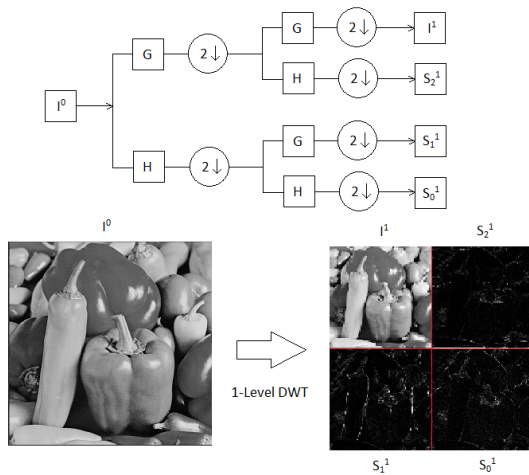 G 2↓ I¹
G 2↓
H 2↓ S₂¹
I⁰
G 2↓ S₁¹
H 2↓
H 2↓ S₀¹
I⁰ I¹ S₂¹
1-Level DWT
S₁¹ S₀¹